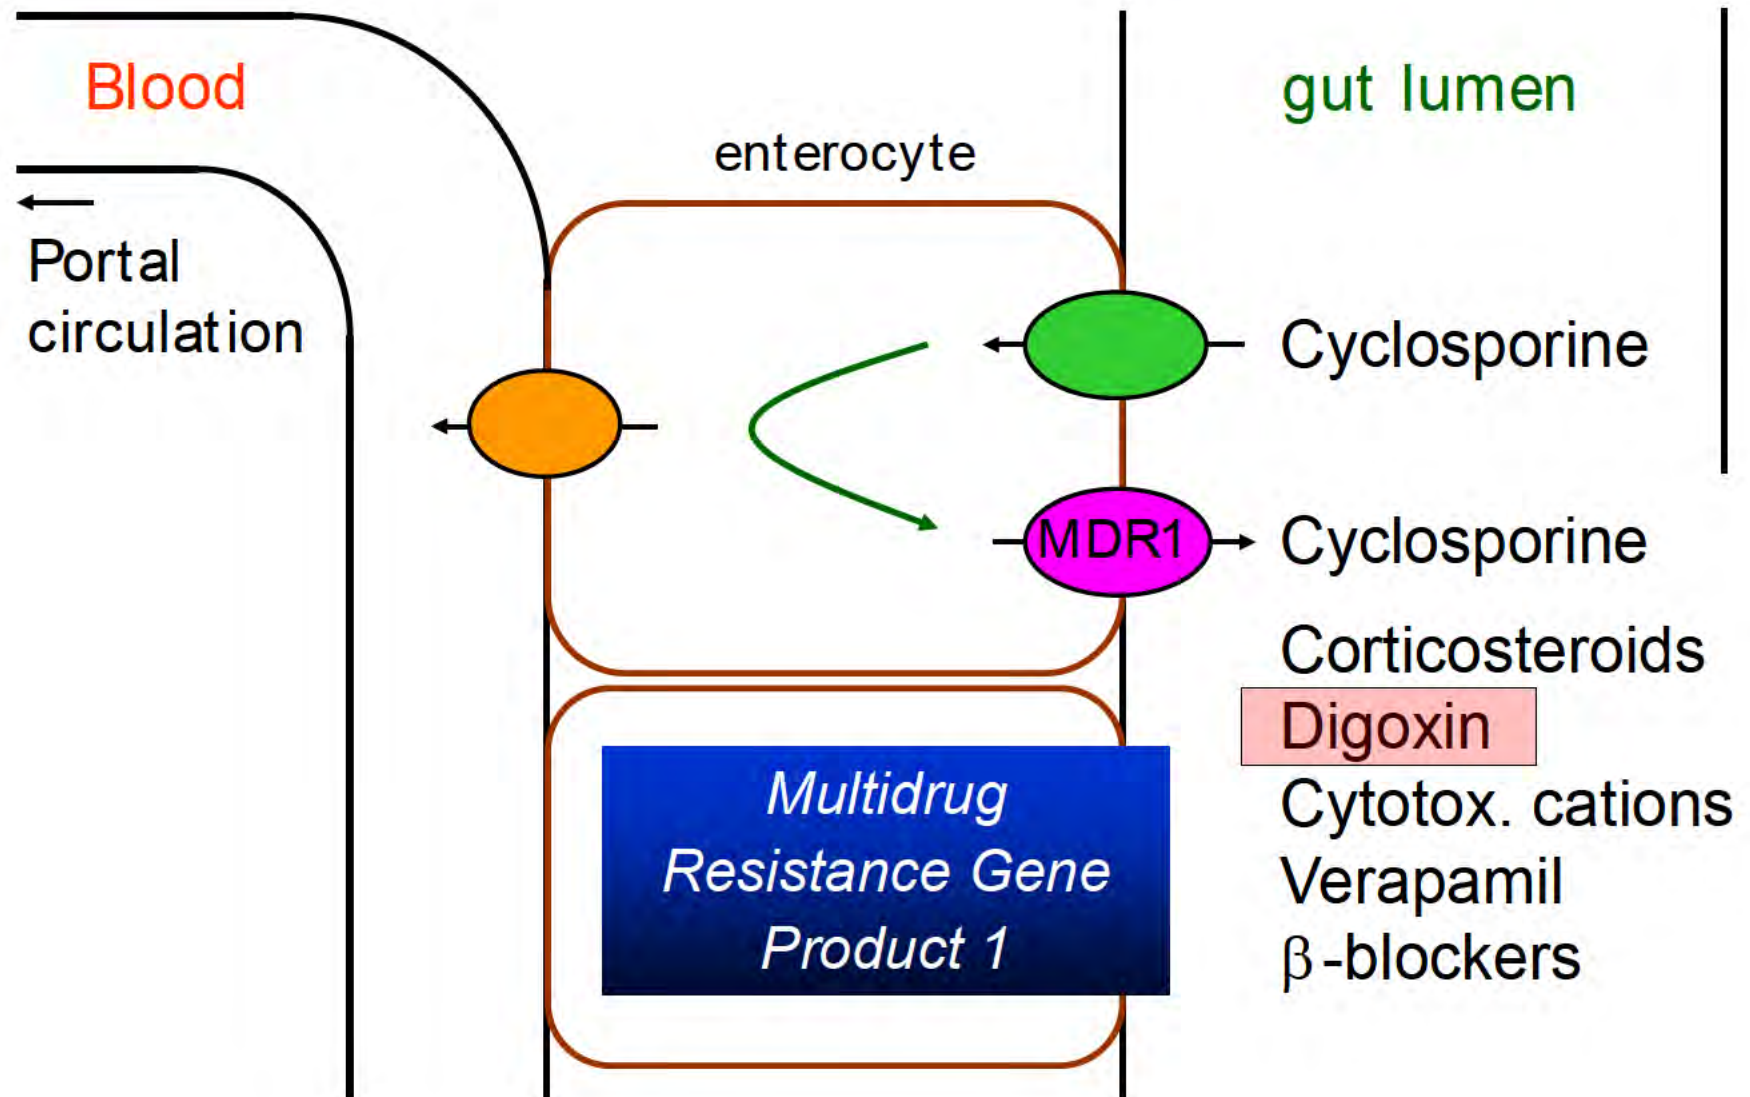 Blood
gut lumen
enterocyte
Portal
circulation
Cyclosporine
MDR1
Cyclosporine
Corticosteroids
Digoxin
Cytotox. cations
Verapamil
β-blockers
Multidrug
Resistance Gene
Product 1